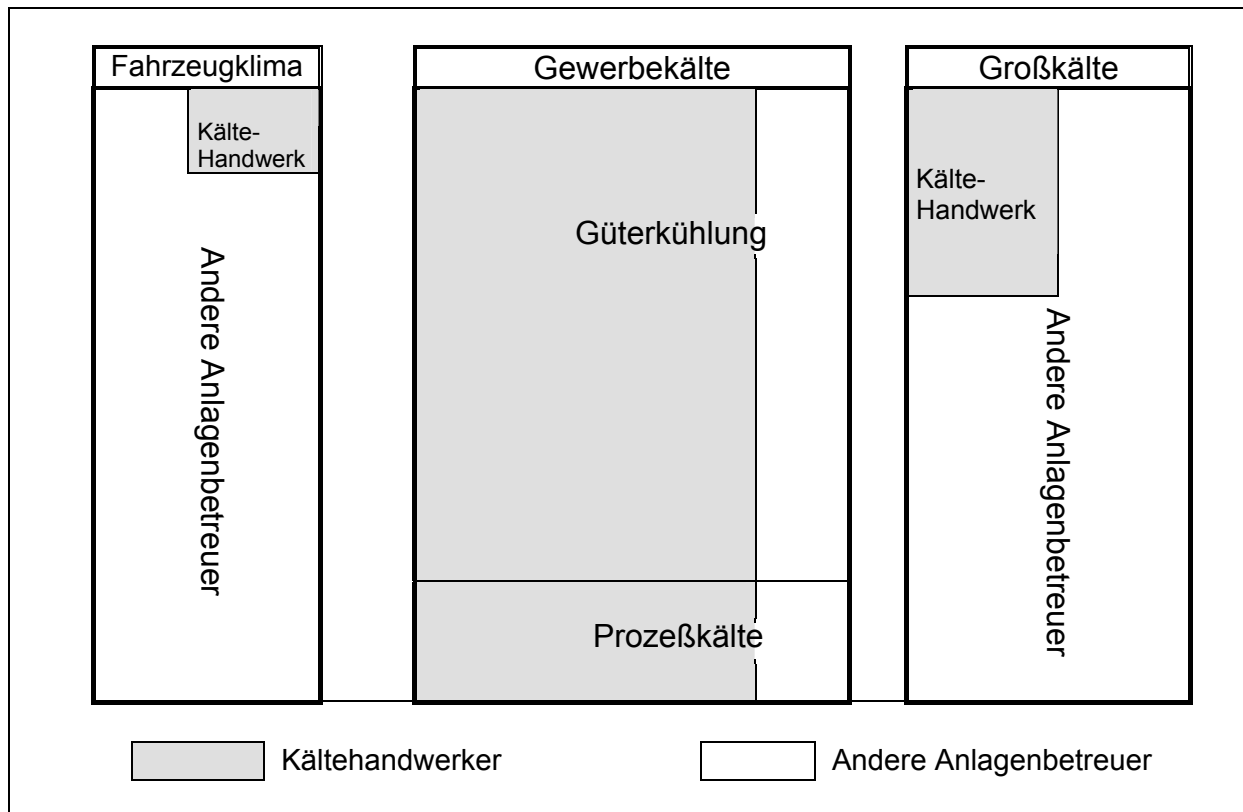 Fahrzeugklima
Kälte-
Handwerk
Andere Anlagenbetreuer
Gewerbekälte
Güterkühlung
Prozeßkälte
Großkälte
Kälte-
Handwerk
Andere Anlagenbetreuer
Kältehandwerker
Andere Anlagenbetreuer